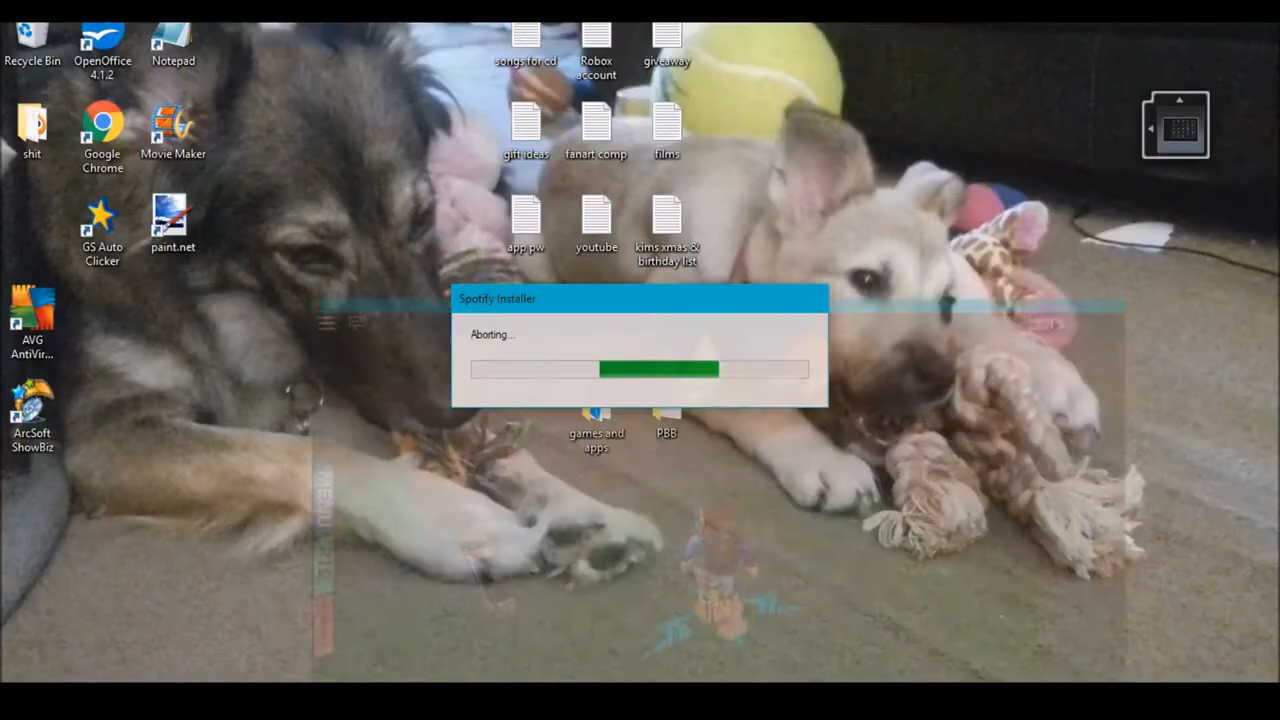 Recycle Bin
OpenOffice
4.1.2
Notepad
songs for cd
Robox
account
giveaway
shit
Google
Chrome
Movie Maker
gift ideas
fanart comp
films
GS Auto
Clicker
paint.net
app pw
youtube
kims xmas &
birthday list
Spotify Installer
Aborting...
AVG
AntiVir...
ArcSoft
ShowBiz
games and
apps
PBB
MENU